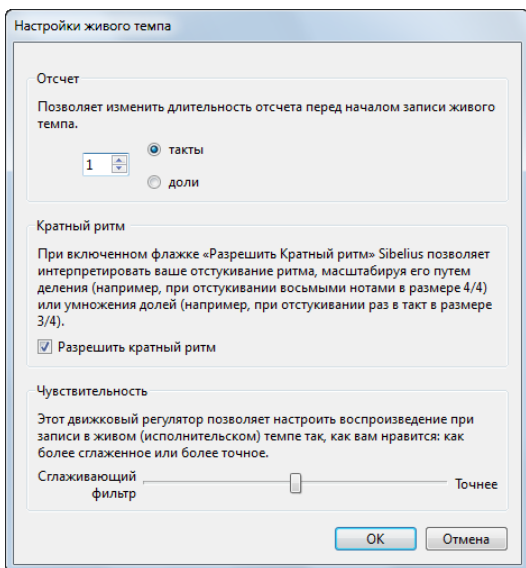 Настройки живого темпа
Отсчет
Позволяет изменить длительность отсчета перед началом записи живого
темпа.
1
такты
доли
Кратный ритм
При включенном флажке «Разрешить Кратный ритм» Sibelius позволяет
интерпретировать ваше отстукивание ритма, масштабируя его путем
деления (например, при отстукивании восьмыми нотами в размере 4/4)
или умножения долей (например, при отстукивании раз в такт в размере
3/4).
Разрешить кратный ритм
Чувствительность
Этот движковый регулятор позволяет настроить воспроизведение при
записи в живом (исполнительском) темпе так, как вам нравится: как
более сглаженное или более точное.
Сглаживающий
фильтр
Точнее
OK
Отмена